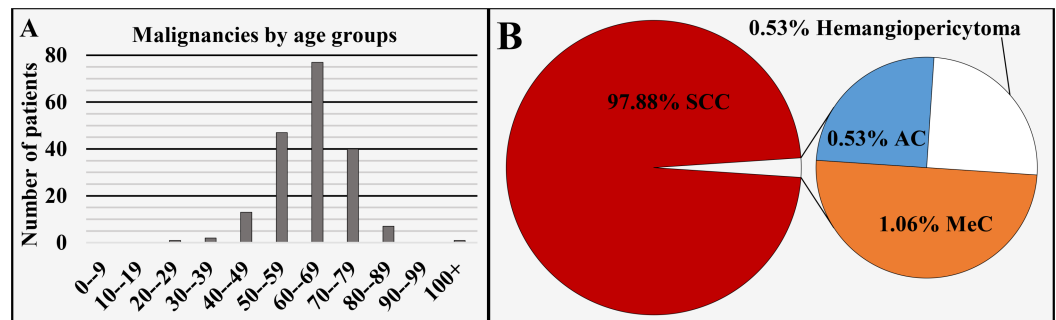 A
Malignancies by age groups
Number of patients
80
60
40
20
0
0--9
10--19
20--29
30--39
40--49
50--59
60--69
70--79
80--89
90--99
100+
B
0.53% Hemangiopericytoma
97.88% SCC
0.53% AC
1.06% MeC